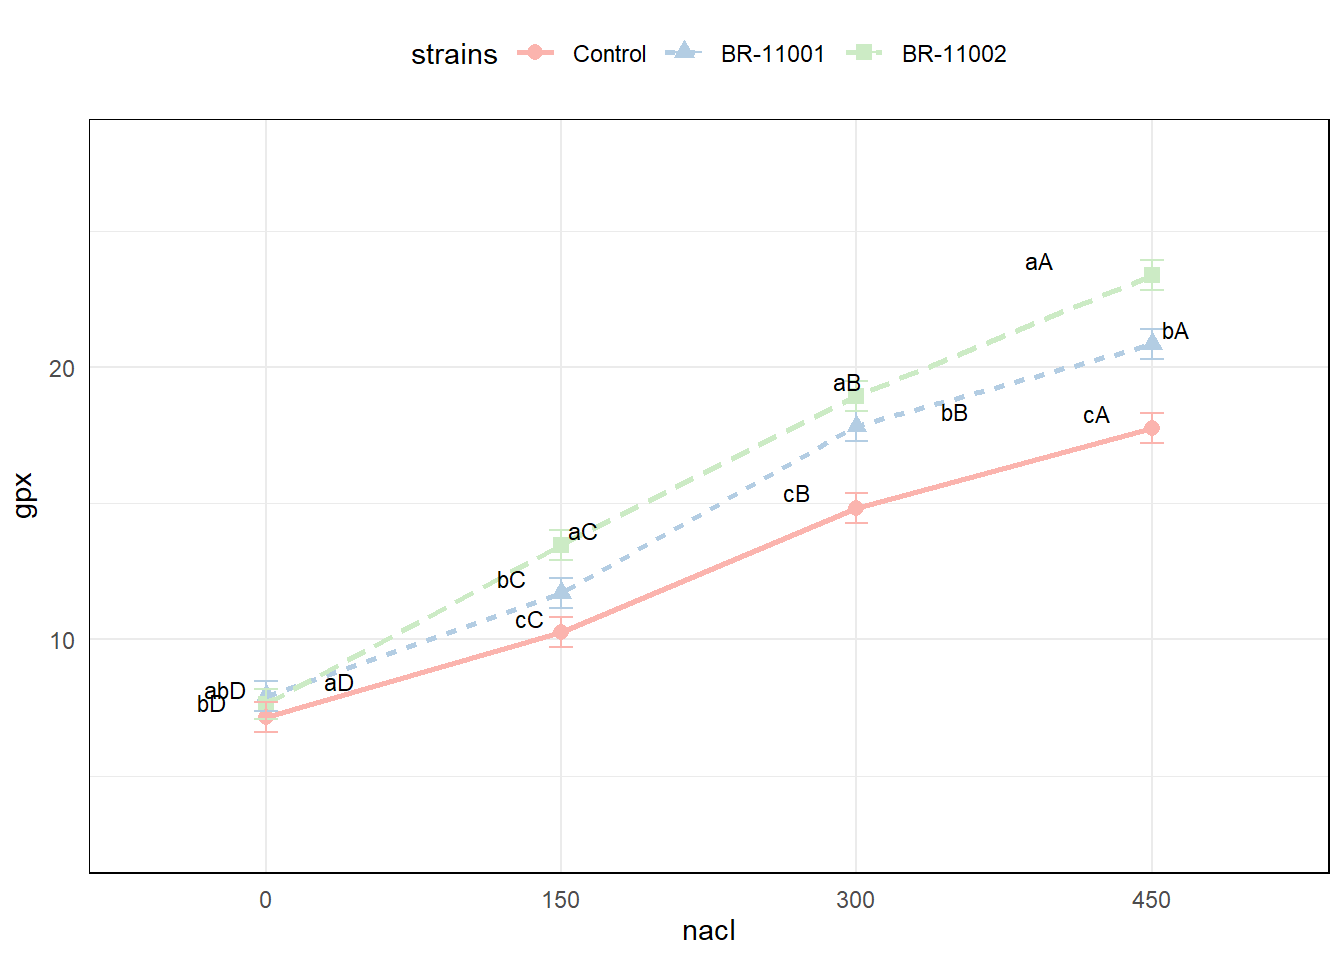 strains Control BR-11001 BR-11002
aA
bA
20
aB
bB
cA
cB
aC
bC
cC
10
abD
aD
bD
gpx
0 150 300 450
nacl